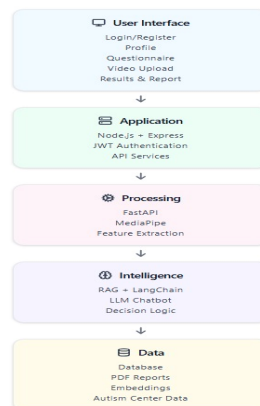 User Interface
Login/Register
Profile
Questionnaire
Video Upload
Results & Report
Application
Node.js + Express
JWT Authentication
API Services
Processing
FastAPI
MediaPipe
Feature Extraction
Intelligence
RAG + LangChain
LLM Chatbot
Decision Logic
Data
Database
PDF Reports
Embeddings
Autism Center Data